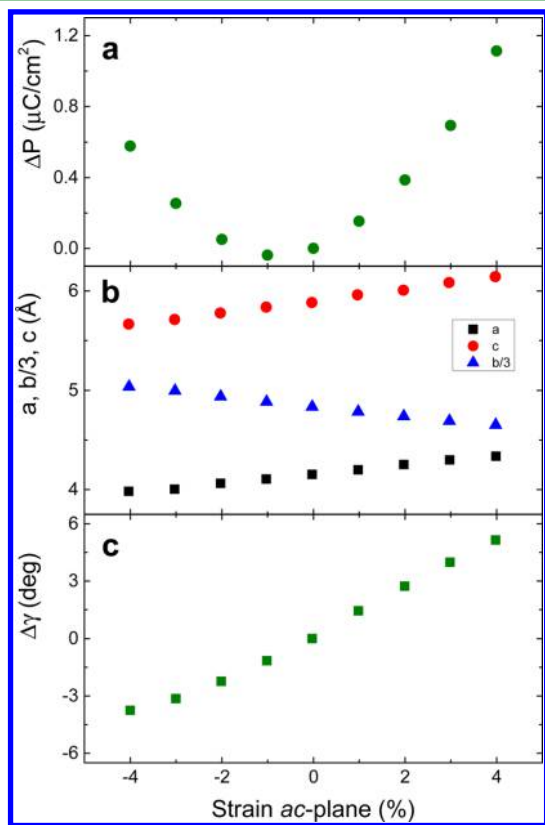 a
ΔP (μC/cm²)
1.2
0.8
0.4
0.0
b
a, b/3, c (Å)
6
5
4
a
c
b/3
c
Δγ (deg)
6
3
0
-3
-6
-4
-2
0
2
4
Strain ac-plane (%)